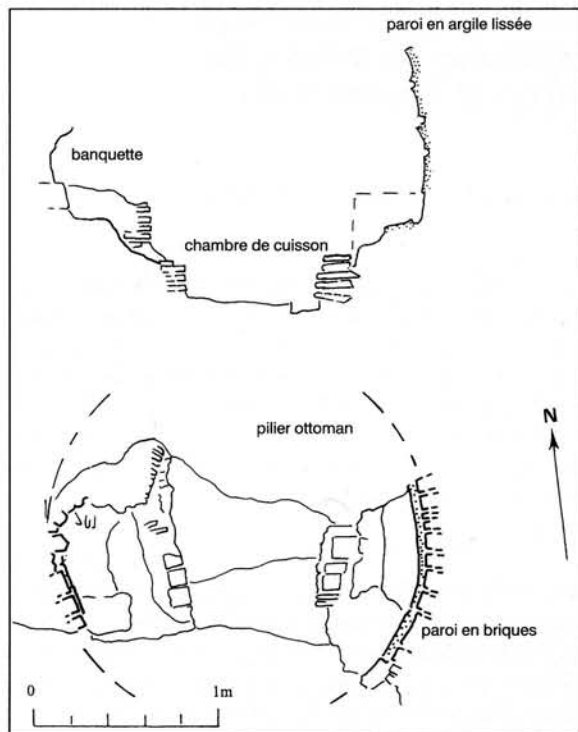 paroi en argile lissée
banquette
chambre de cuisson
pilier ottoman
N
paroi en briques
0
1m